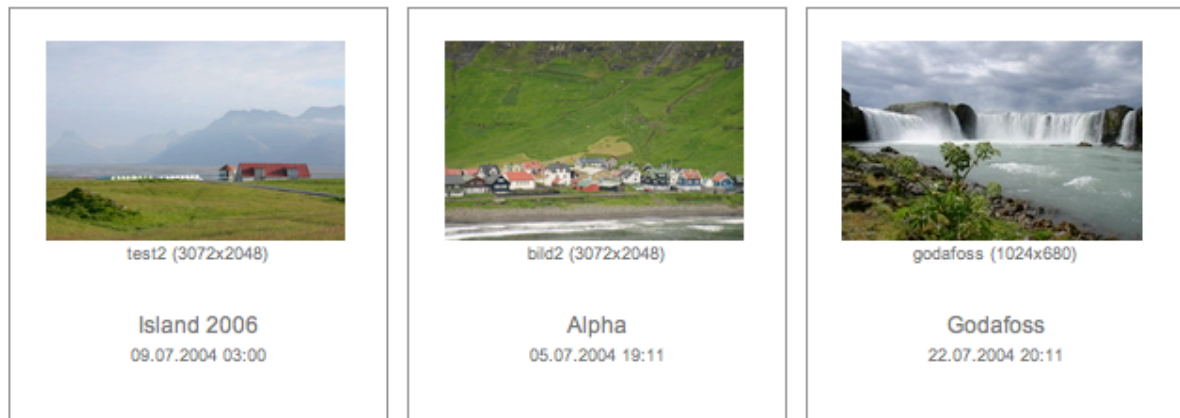 test2 (3072x2048)
Island 2006
09.07.2004 03:00
bild2 (3072x2048)
Alpha
05.07.2004 19:11
godafoss (1024x680)
Godafoss
22.07.2004 20:11